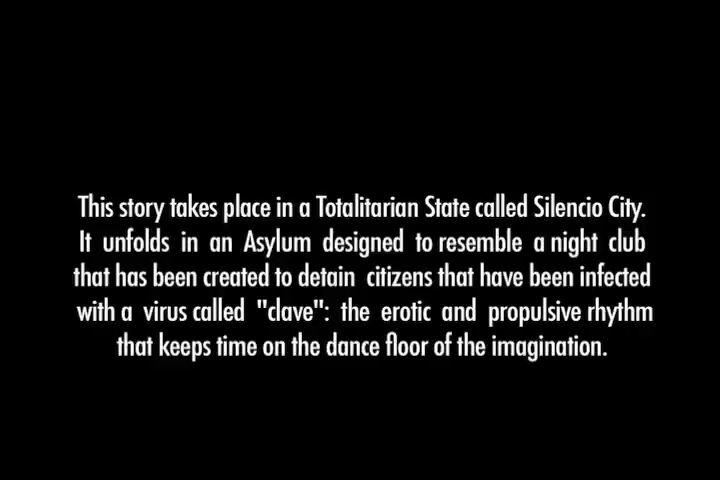 This story takes place in a Totalitarian State called Silencio City.
It unfolds in an Asylum designed to resemble a night club
that has been created to detain citizens that have been infected
with a virus called "clave": the erotic and propulsive rhythm
that keeps time on the dance floor of the imagination.